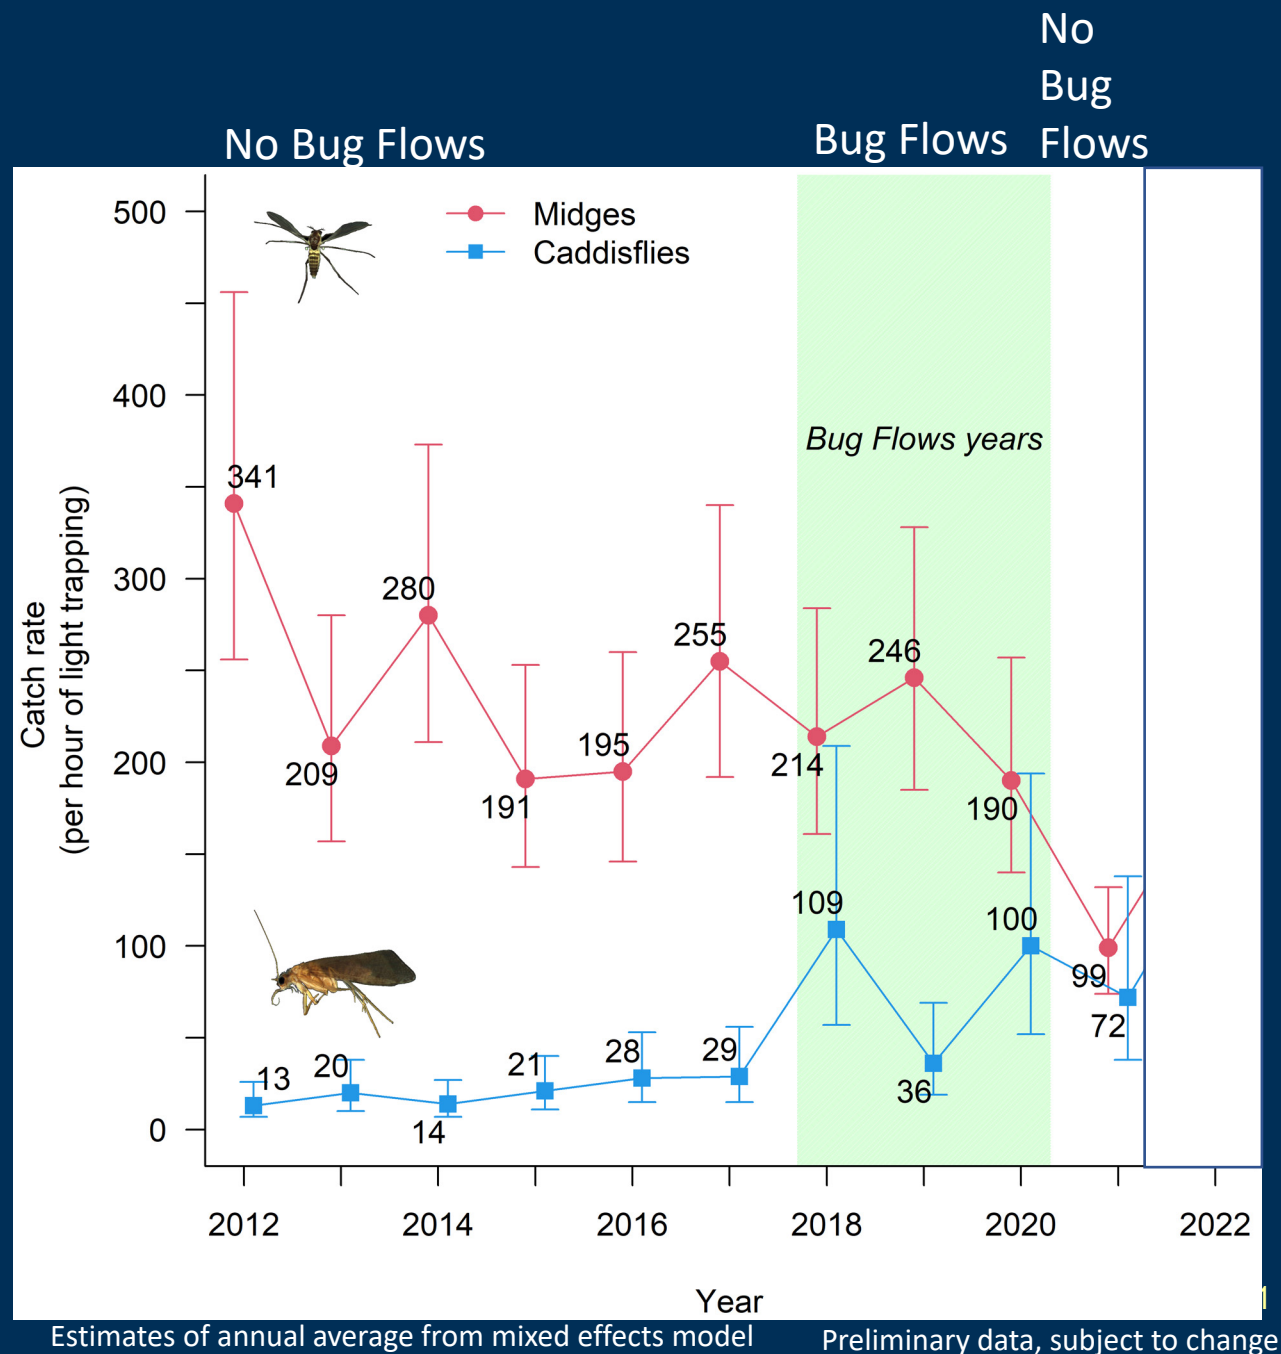 No
Bug
Flows
No Bug Flows
Bug Flows
500
400
300
200
100
0
Catch rate
(per hour of light trapping)
Midges
Caddisflies
Bug Flows years
341
209
280
191
195
255
214
246
190
99
13
20
14
21
28
29
109
36
100
72
2012
2014
2016
2018
2020
2022
Year
1
Estimates of annual average from mixed effects model
Preliminary data, subject to change